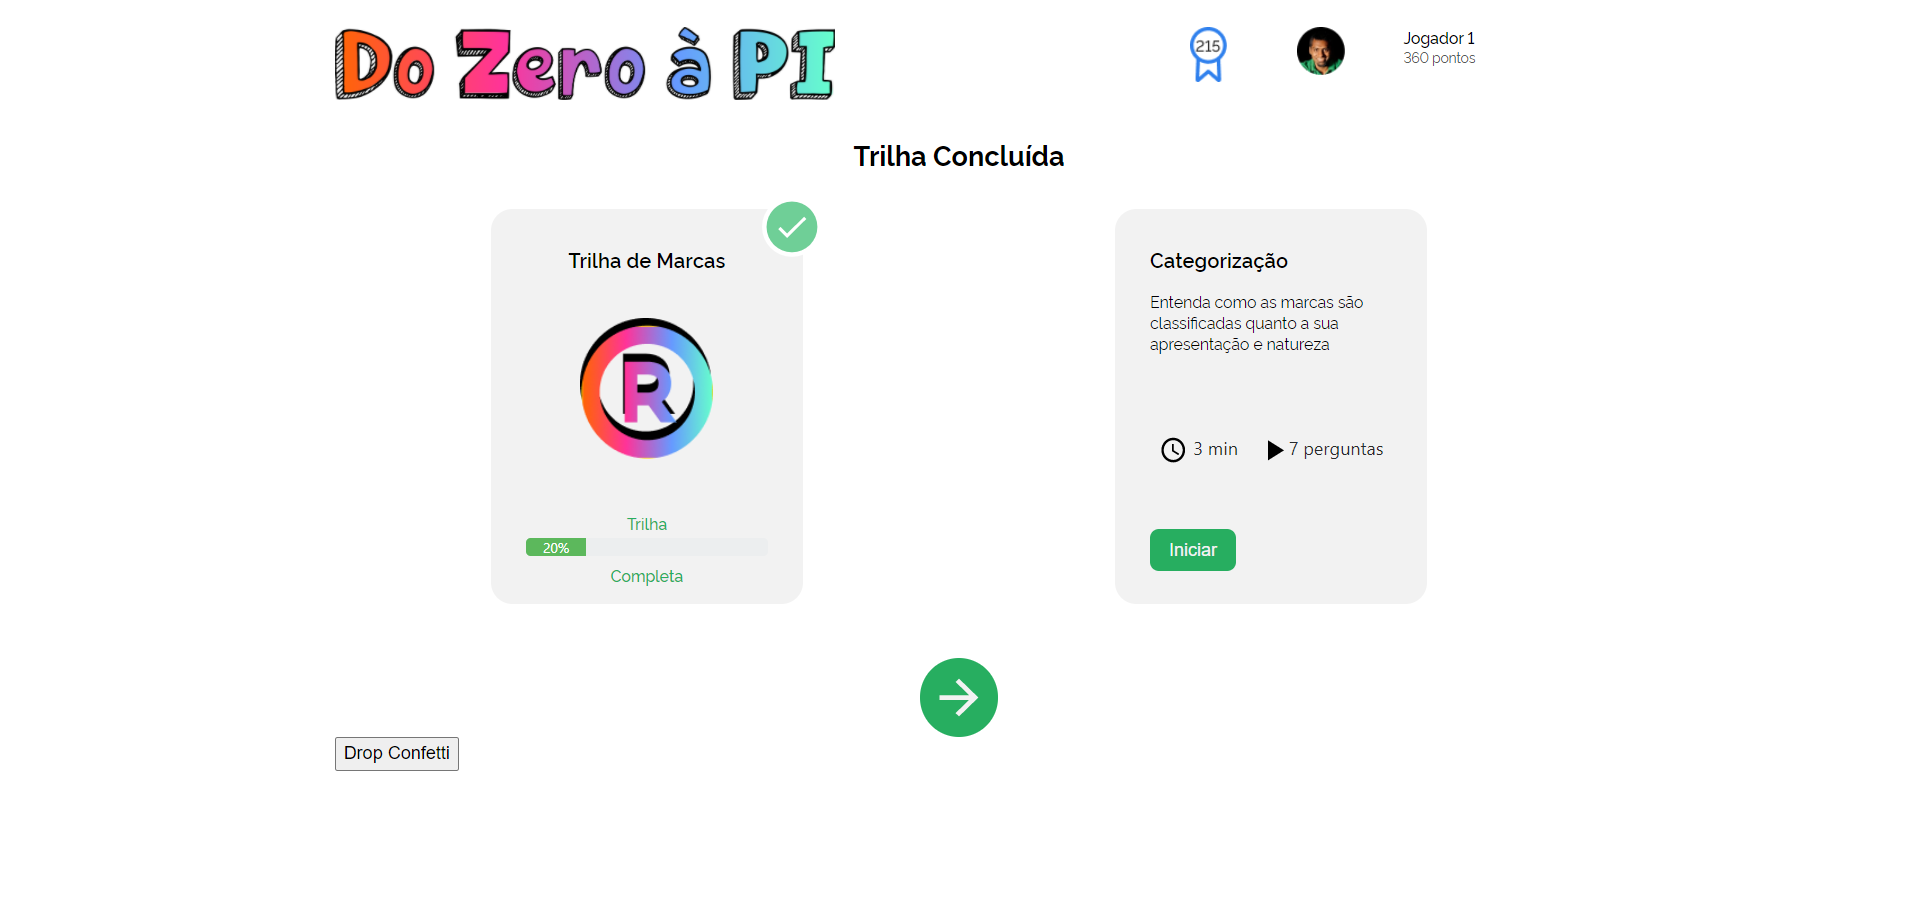 Do Zero à PI
215
Jogador 1
360 pontos
Trilha Concluída
Trilha de Marcas
R
Trilha
20%
Completa
Categorização
Entenda como as marcas são
classificadas quanto a sua
apresentação e natureza
3 min
7 perguntas
Iniciar
Drop Confetti